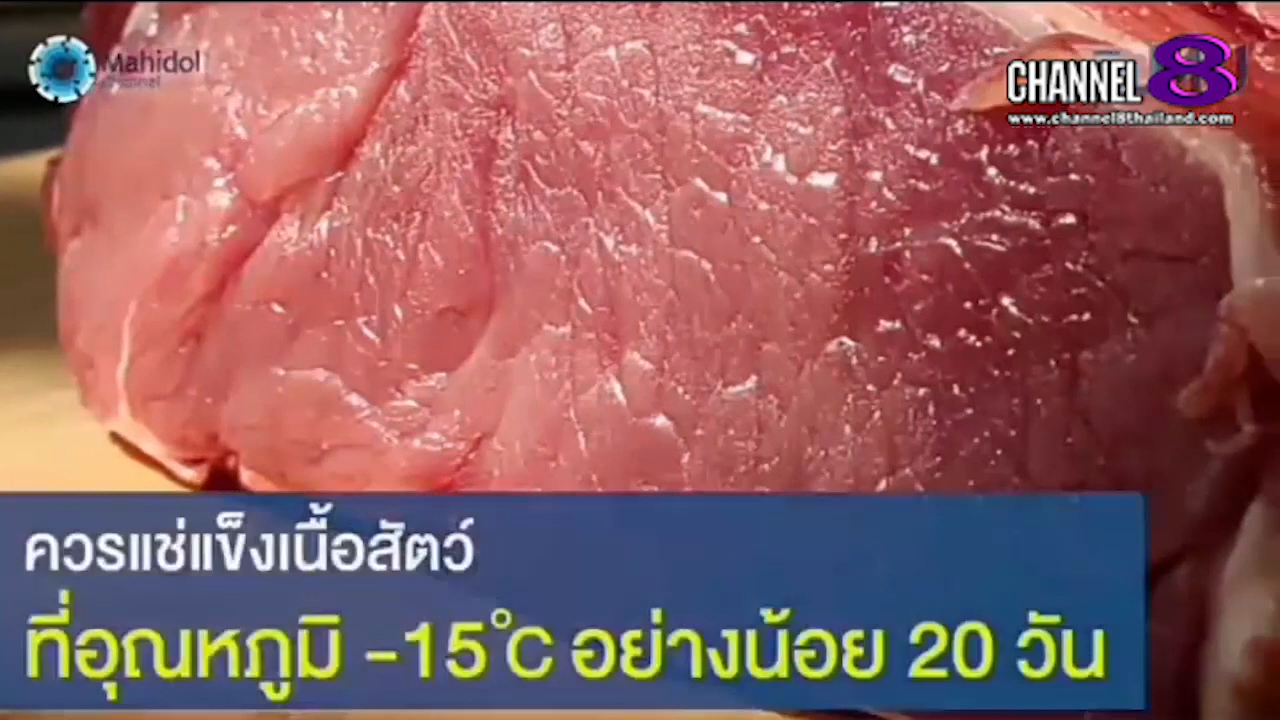 Mahidol
Channel
CHANNEL 8
www.channel8thailand.com
ควรแช่แข็งเนื้อสัตว์
ที่อุณหภูมิ -15°C อย่างน้อย 20 วัน